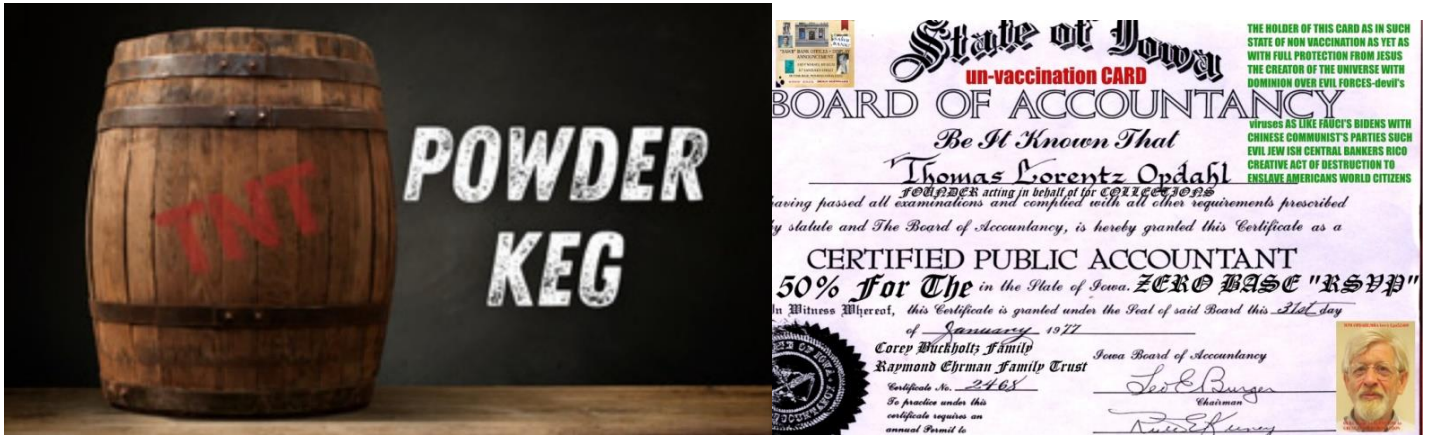 TNT
POWDER
KEG
State of Iowa
un-vaccination CARD
BOARD OF ACCOUNTANCY
Be It Known That
Thomas Lorentz Opdahl
FOUNDER acting in behalf of for COLLECTIONS
having passed all examinations and complied with all other requirements prescribed
by statute and The Board of Accountancy, is hereby granted this Certificate as a
CERTIFIED PUBLIC ACCOUNTANT
50% For The in the State of Iowa. ZERO BASE "RSVP"
In Witness Whereof, this Certificate is granted under the Seal of said Board this 31st day
of January 1977
Corey Buckholtz Family
Raymond Ehrman Family Trust
Iowa Board of Accountancy
Certificate No. 2468
Leo E Burger
Chairman
To practice under this
certificate requires an
annual Permit to
THE HOLDER OF THIS CARD AS IN SUCH
STATE OF NON VACCINATION AS YET AS
WITH FULL PROTECTION FROM JESUS
THE CREATOR OF THE UNIVERSE WITH
DOMINION OVER EVIL FORCES-devil's
viruses AS LIKE FAUCI'S BIDENS WITH
CHINESE COMMUNIST'S PARTIES SUCH
EVIL JEW ISH CENTRAL BANKERS RICO
CREATIVE ACT OF DESTRUCTION TO
ENSLAVE AMERICANS WORLD CITIZENS